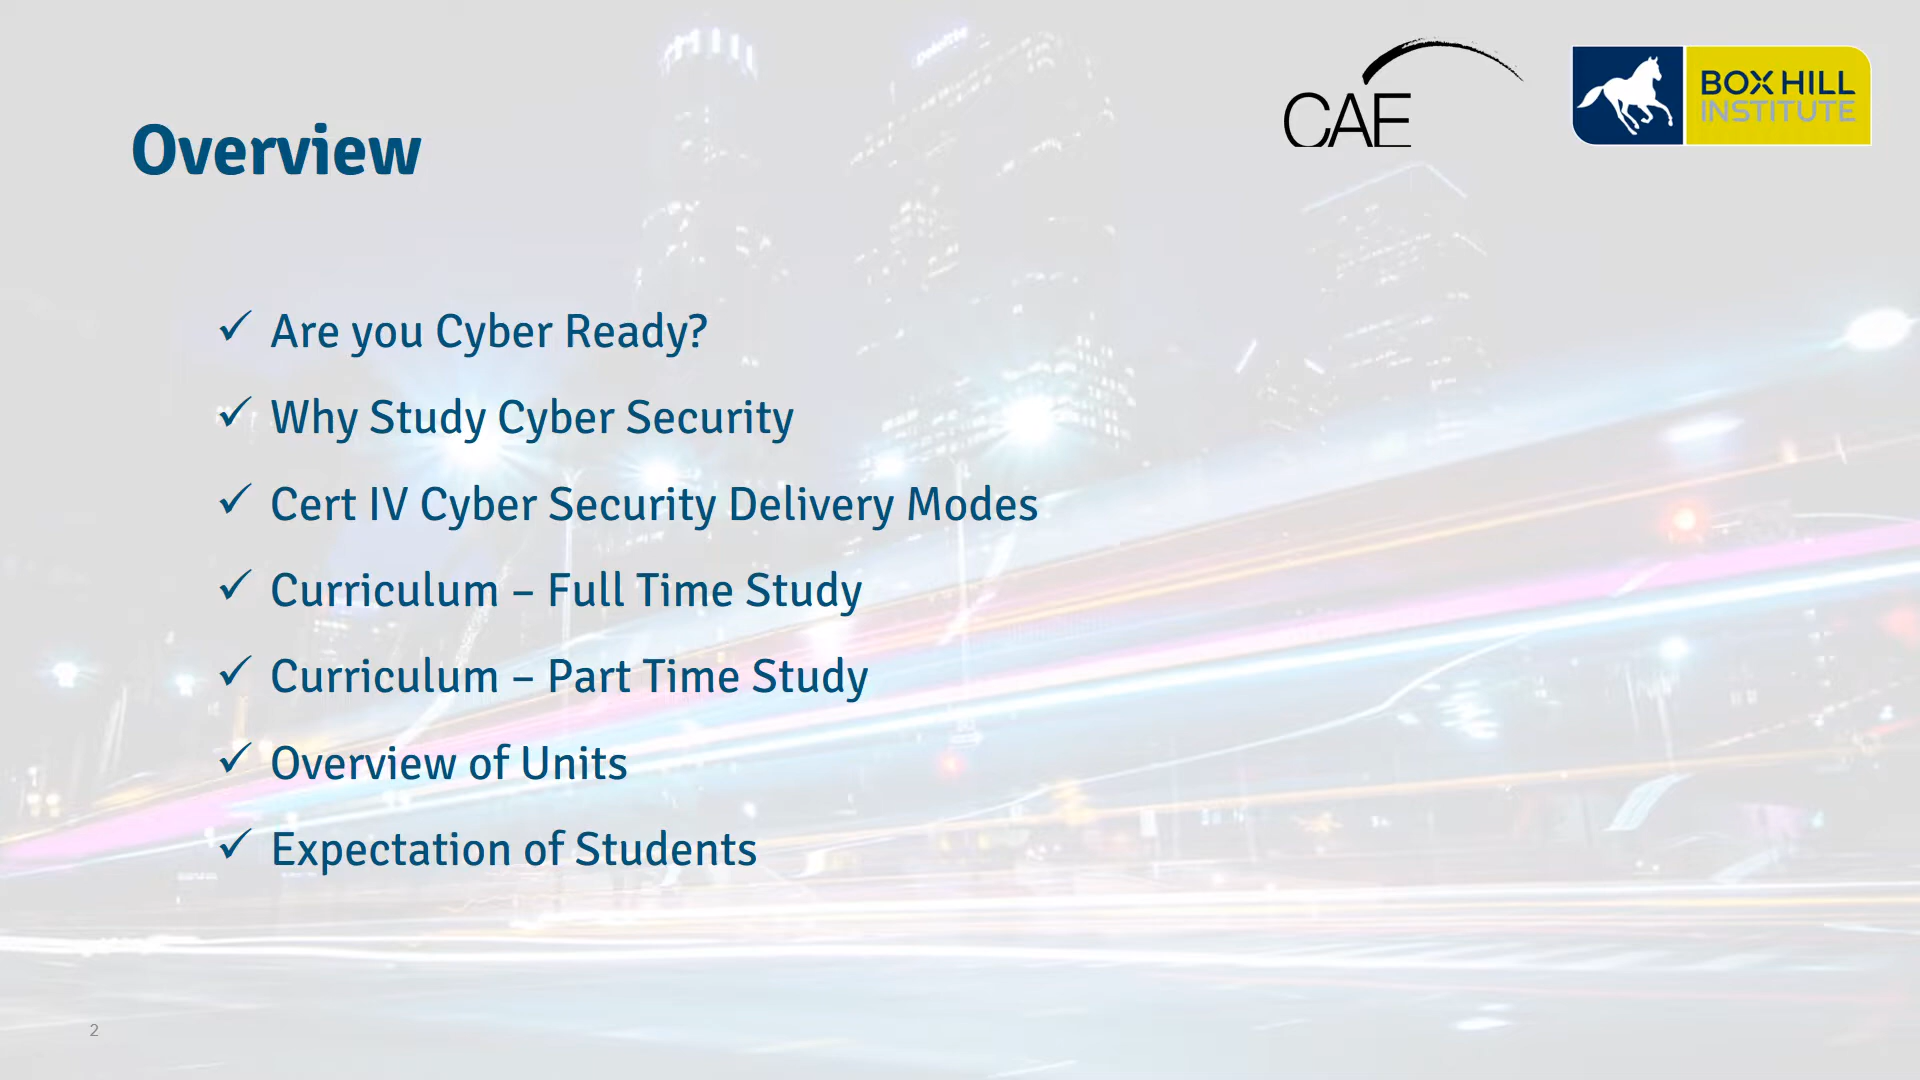 Deloitte
CAE
BOX HILL
INSTITUTE
Overview
✓ Are you Cyber Ready?
✓ Why Study Cyber Security
✓ Cert IV Cyber Security Delivery Modes
✓ Curriculum – Full Time Study
✓ Curriculum – Part Time Study
✓ Overview of Units
✓ Expectation of Students
2